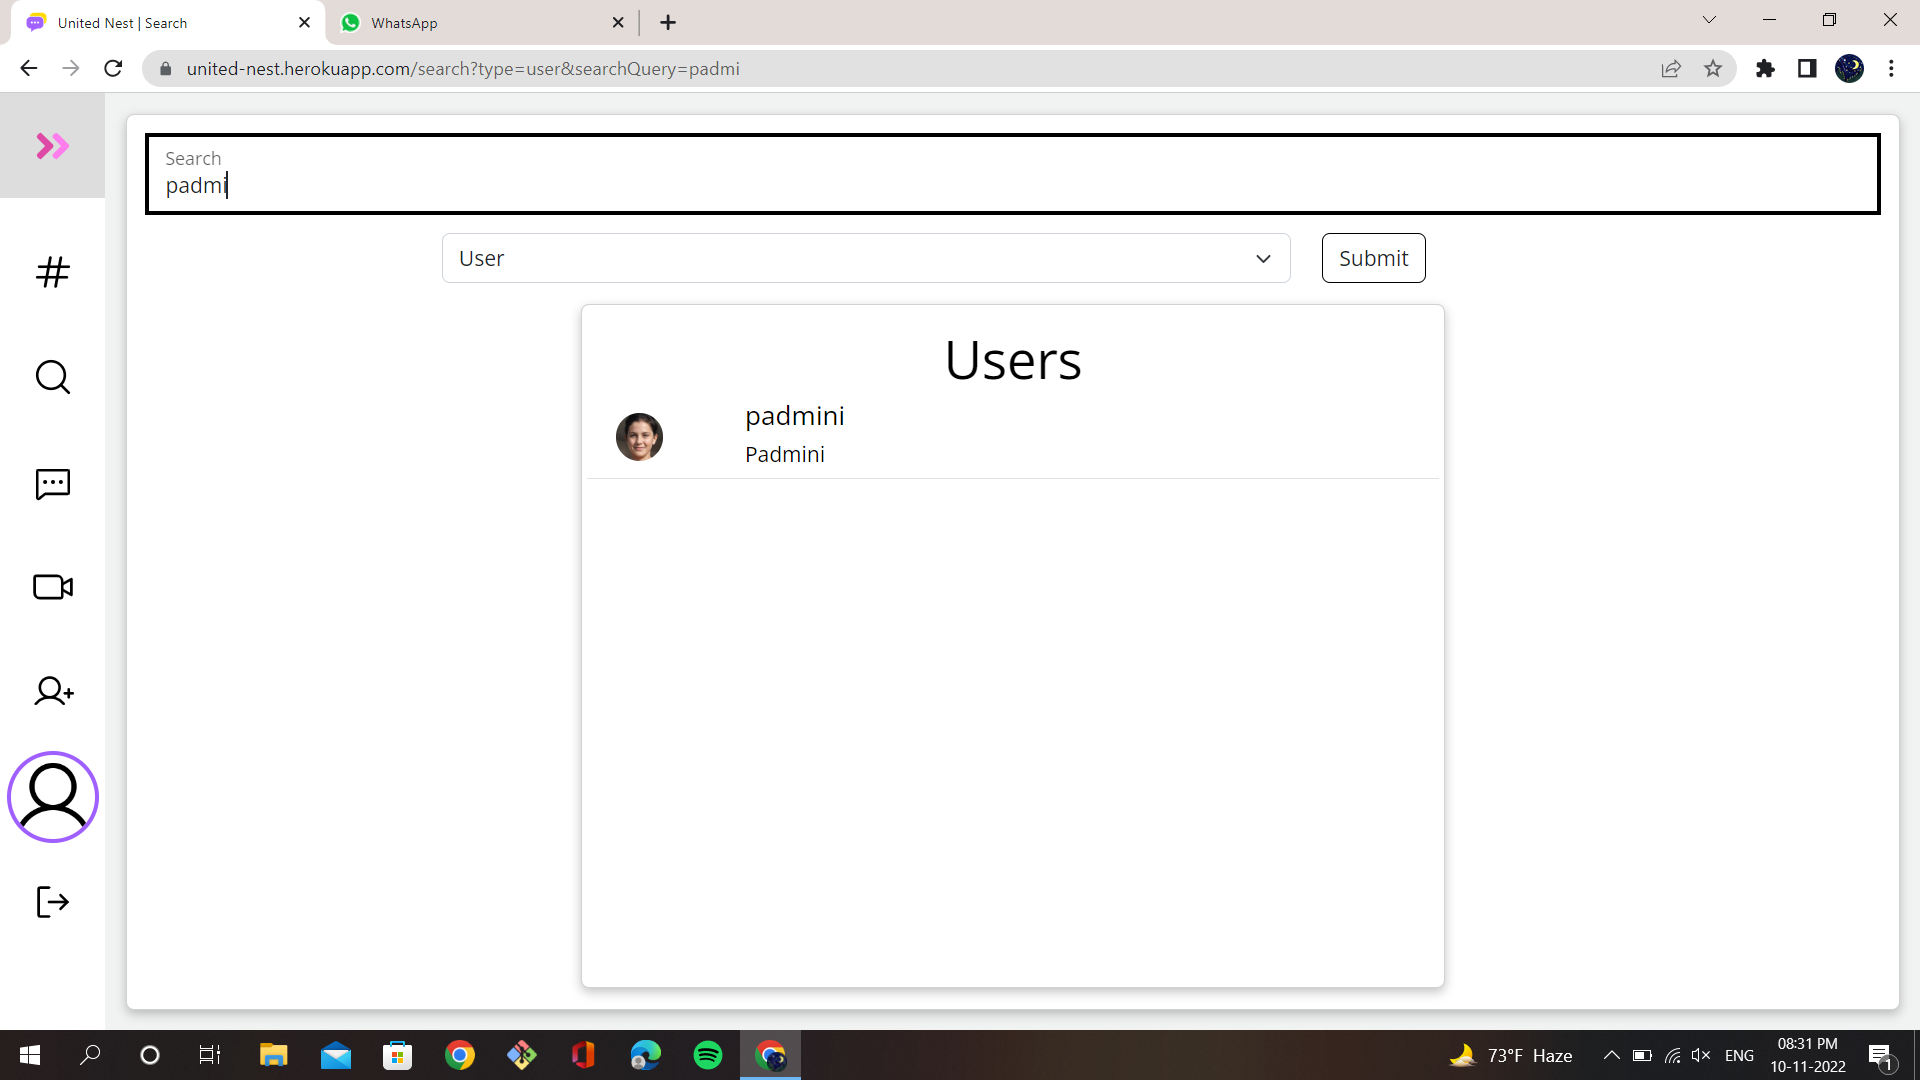 United Nest | Search
WhatsApp
united-nest.herokuapp.com/search?type=user&searchQuery=padmi
Search
padmi
User
Submit
Users
padmini
Padmini
73°F Haze
ENG
08:31 PM
10-11-2022
1